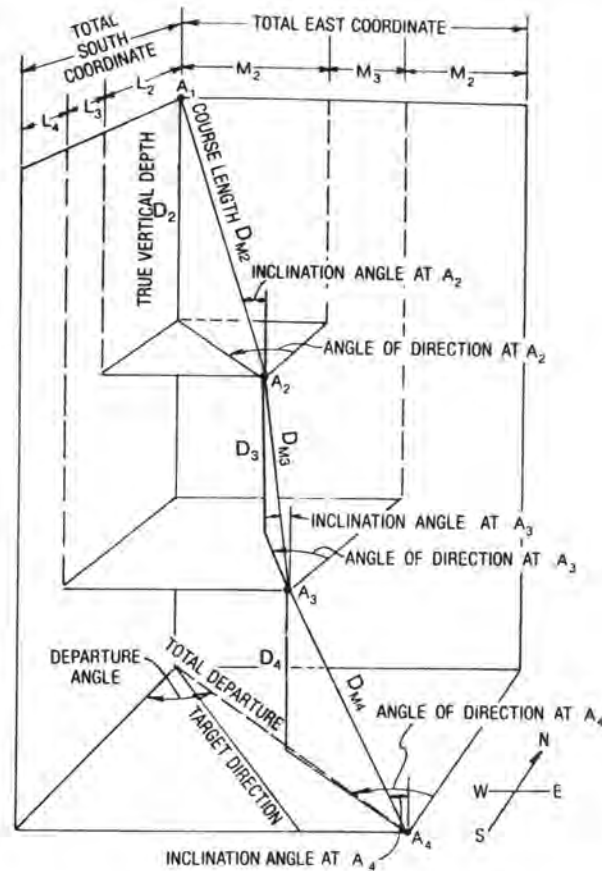 TOTAL
SOUTH
COORDINATE
TOTAL EAST COORDINATE
L4
L3
L2
M2
M3
M2
A1
COURSE LENGTH DM2
TRUE VERTICAL DEPTH
D2
INCLINATION ANGLE AT A2
ANGLE OF DIRECTION AT A2
A2
D3
DM3
INCLINATION ANGLE AT A3
ANGLE OF DIRECTION AT A3
A3
D4
DM4
DEPARTURE
ANGLE
TOTAL DEPARTURE
TARGET DIRECTION
ANGLE OF DIRECTION AT A4
N
W
E
S
A4
INCLINATION ANGLE AT A4